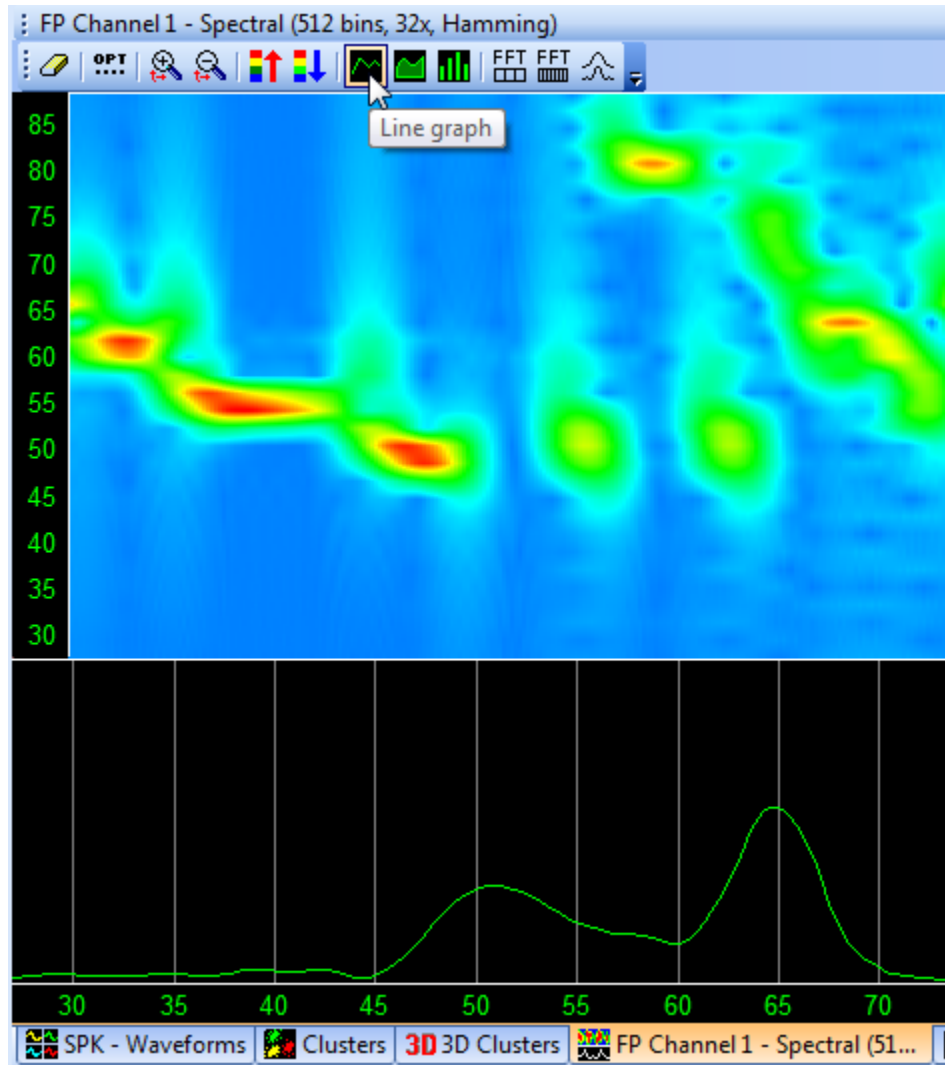 FP Channel 1 - Spectral (512 bins, 32x, Hamming)
OPT FFT FFT
Line graph
85
80
75
70
65
60
55
50
45
40
35
30
30 35 40 45 50 55 60 65 70
SPK - Waveforms Clusters 3D 3D Clusters FP Channel 1 - Spectral (51...